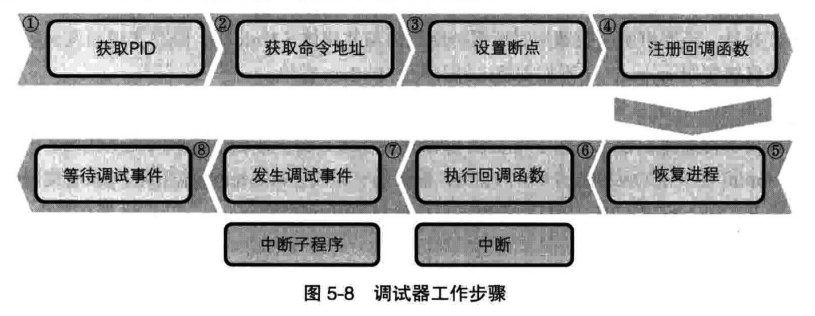 ① 获取PID ② 获取命令地址 ③ 设置断点 ④ 注册回调函数
等待调试事件 ⑧ 发生调试事件 ⑦ 执行回调函数 ⑥ 恢复进程 ⑤
中断子程序 中断
图 5-8 调试器工作步骤